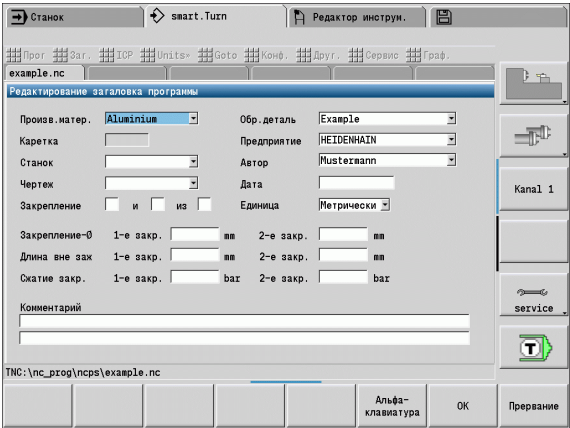 Станок smart.Turn Редактор инструм.
Прог Заг. ICP Units» Goto Конф. Друг. Сервис Граф.
example.nc
Редактирование заголовка программы
Произв.матер. Aluminium Обр.деталь Example
Каретка Предприятие HEIDENHAIN
Станок Автор Mustermann
Чертеж Дата
Закрепление и из Единица Метрически
Закрепление-Ø 1-е закр. mm 2-е закр. mm
Длина вне заж 1-е закр. mm 2-е закр. mm
Сжатие закр. 1-е закр. bar 2-е закр. bar
Комментарий
Kanal 1
service
T
TNC:\nc_prog\ncps\example.nc
Альфа-
клавиатура
ОК
Прервание